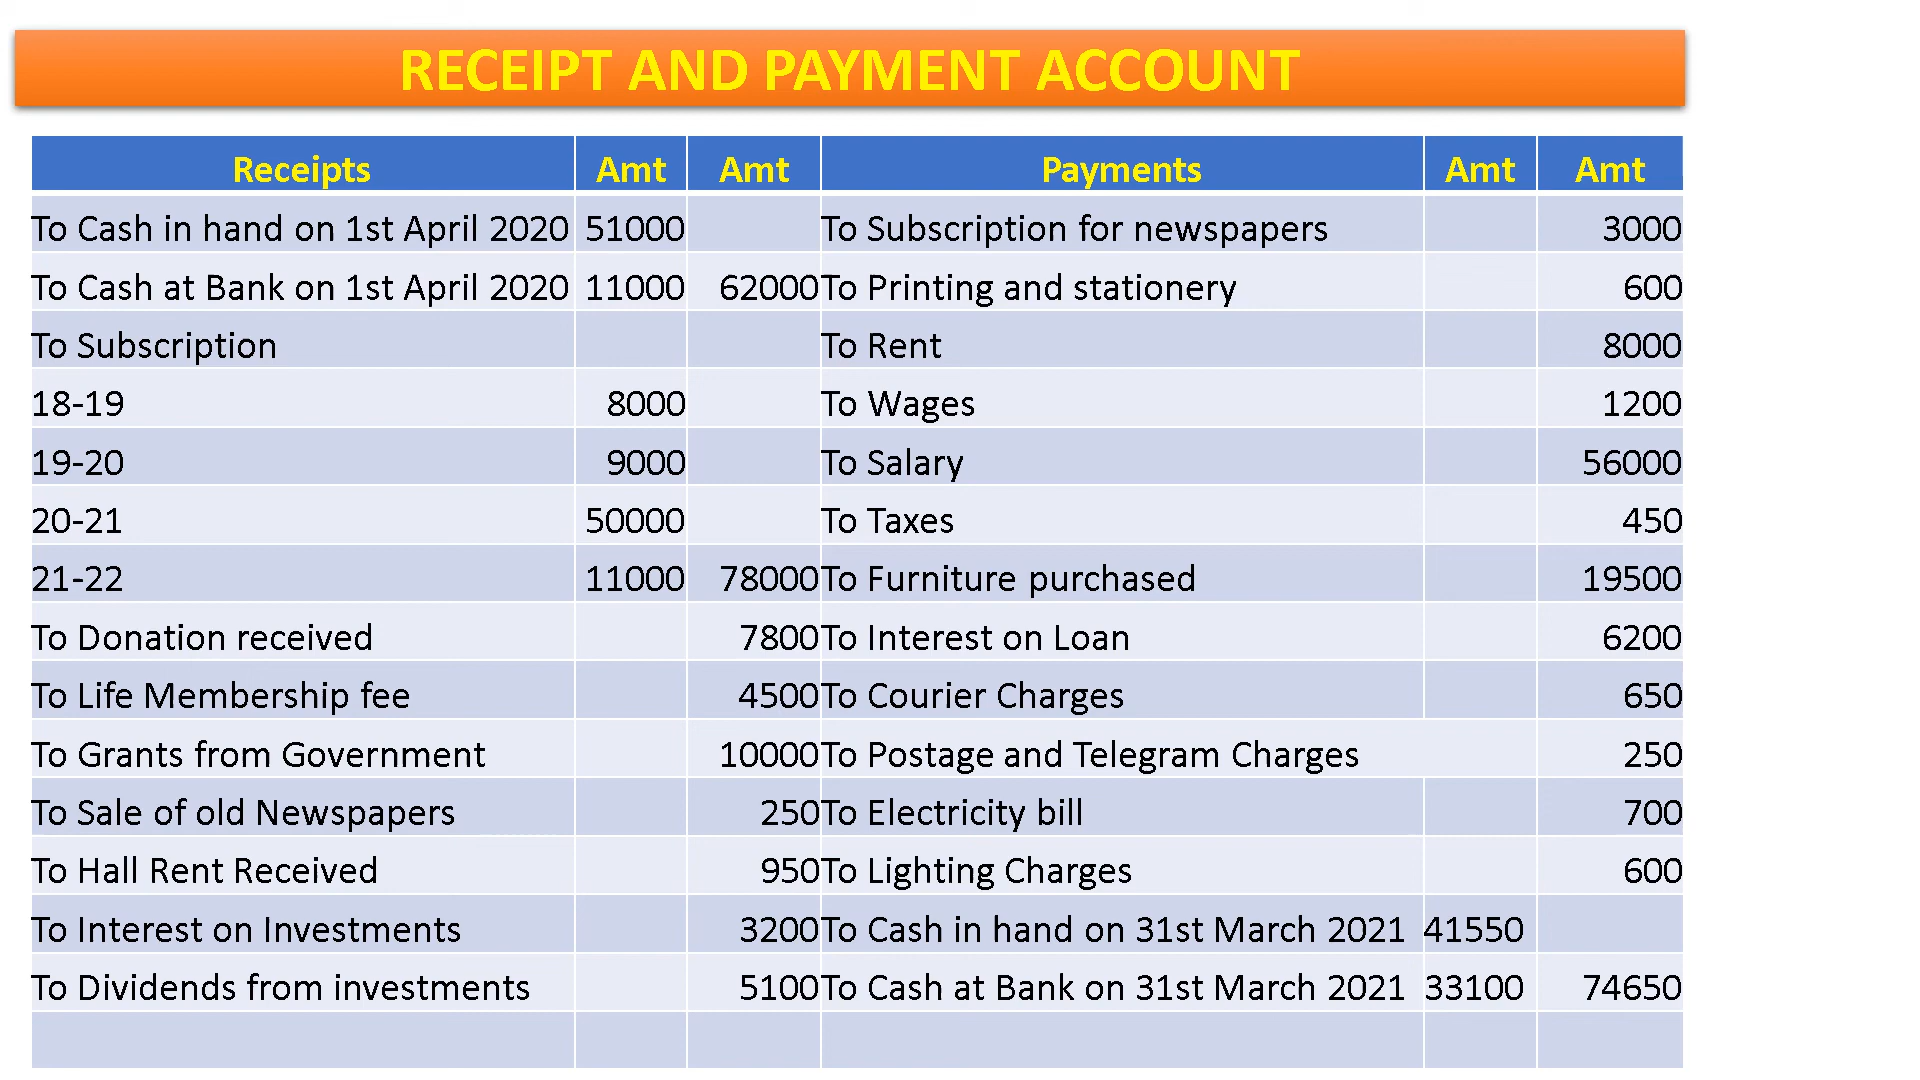 RECEIPT AND PAYMENT ACCOUNT
Receipts Amt Amt Payments Amt Amt
To Cash in hand on 1st April 2020 51000 To Subscription for newspapers 3000
To Cash at Bank on 1st April 2020 11000 62000 To Printing and stationery 600
To Subscription To Rent 8000
18-19 8000 To Wages 1200
19-20 9000 To Salary 56000
20-21 50000 To Taxes 450
21-22 11000 78000 To Furniture purchased 19500
To Donation received 7800 To Interest on Loan 6200
To Life Membership fee 4500 To Courier Charges 650
To Grants from Government 10000 To Postage and Telegram Charges 250
To Sale of old Newspapers 250 To Electricity bill 700
To Hall Rent Received 950 To Lighting Charges 600
To Interest on Investments 3200 To Cash in hand on 31st March 2021 41550
To Dividends from investments 5100 To Cash at Bank on 31st March 2021 33100 74650